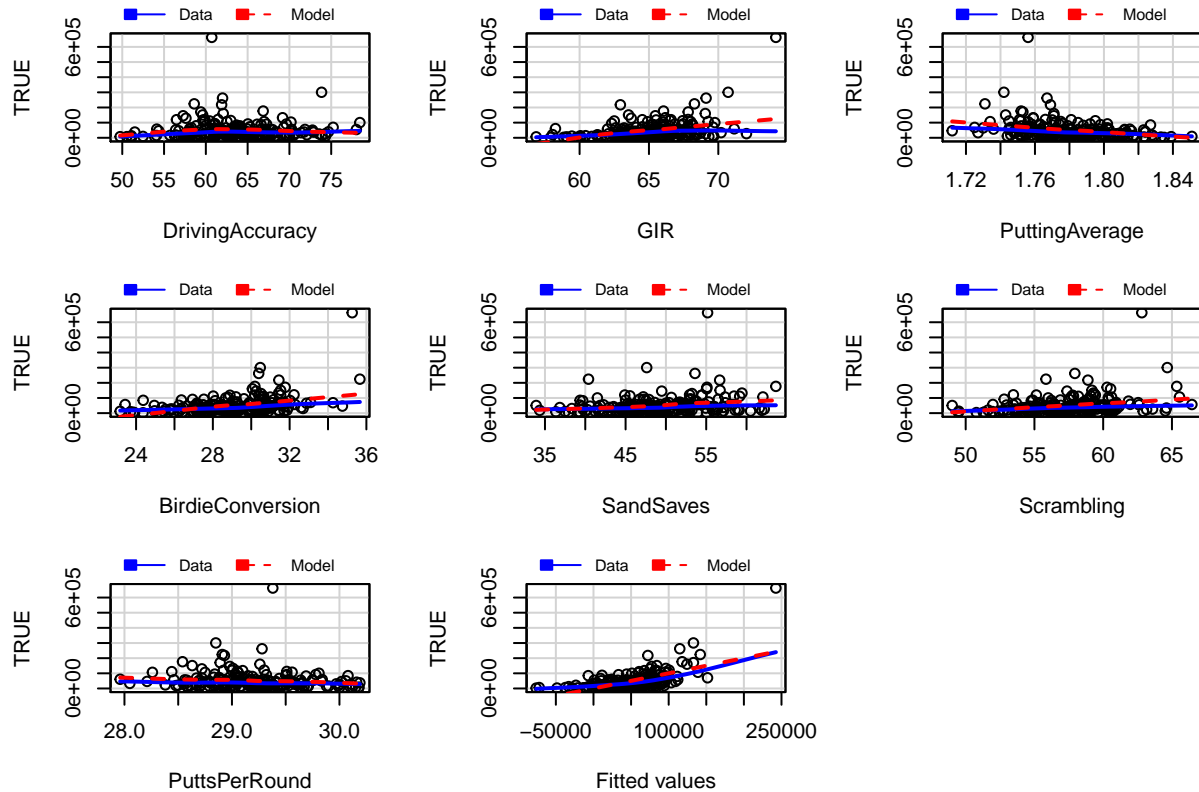 Data Model
TRUE
6e+05
0e+00
50 55 60 65 70 75
DrivingAccuracy
Data Model
TRUE
6e+05
0e+00
60 65 70
GIR
Data Model
TRUE
6e+05
0e+00
1.72 1.76 1.80 1.84
PuttingAverage
Data Model
TRUE
6e+05
0e+00
24 28 32 36
BirdieConversion
Data Model
TRUE
6e+05
0e+00
35 45 55
SandSaves
Data Model
TRUE
6e+05
0e+00
50 55 60 65
Scrambling
Data Model
TRUE
6e+05
0e+00
28.0 29.0 30.0
PuttsPerRound
Data Model
TRUE
6e+05
0e+00
−50000 100000 250000
Fitted values